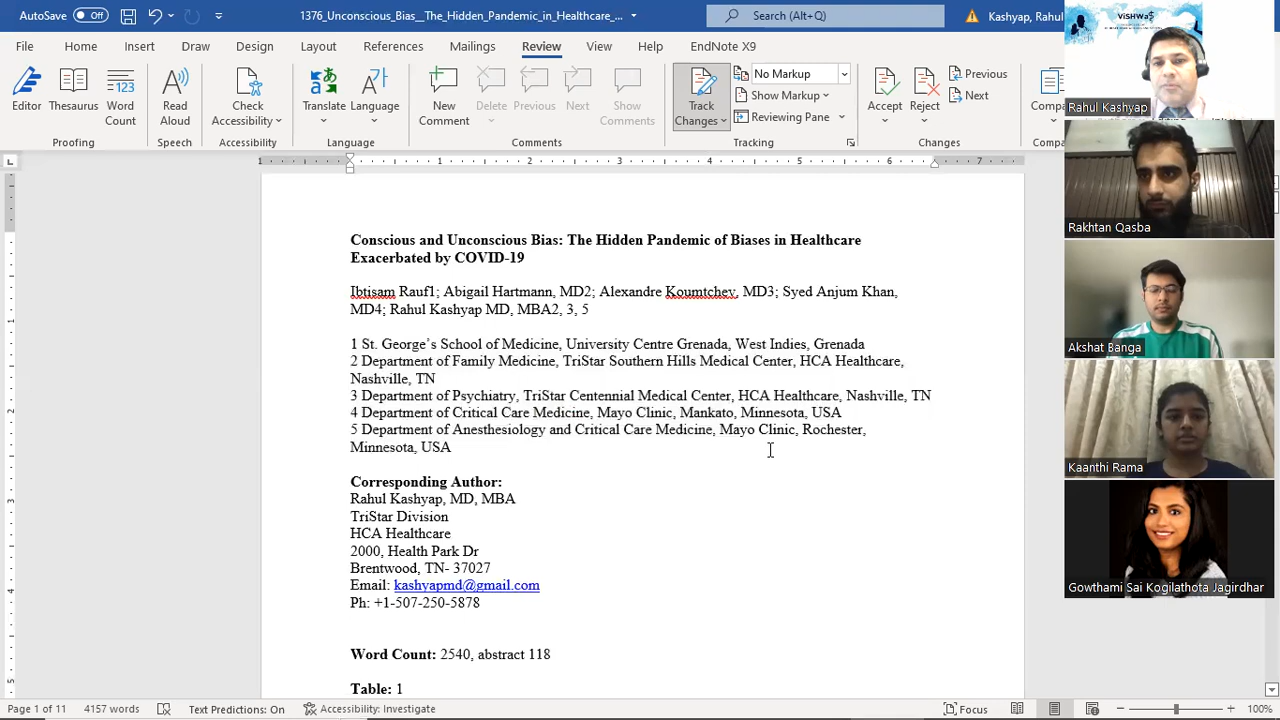 AutoSave Off 1376_Hidden_Pandemic_in_Healthcare_... Search (Alt+Q) Kashyap, Rahul
File Home Insert Draw Design Layout References Mailings Review View Help EndNote X9
Editor Thesaurus Word Count Read Aloud Check Accessibility Translate Language New Comment Delete Previous Next Show Comments Track Changes No Markup Show Markup Reviewing Pane Accept Reject Previous Next
Proofing Speech Accessibility Language Comments Tracking Changes
Conscious and Unconscious Bias: The Hidden Pandemic of Biases in Healthcare
Exacerbated by COVID-19
Ibtisam Rauf1; Abigail Hartmann, MD2; Alexandre Koumtchev, MD3; Syed Anjum Khan,
MD4; Rahul Kashyap MD, MBA2, 3, 5
1 St. George's School of Medicine, University Centre Grenada, West Indies, Grenada
2 Department of Family Medicine, TriStar Southern Hills Medical Center, HCA Healthcare,
Nashville, TN
3 Department of Psychiatry, TriStar Centennial Medical Center, HCA Healthcare, Nashville, TN
4 Department of Critical Care Medicine, Mayo Clinic, Mankato, Minnesota, USA
5 Department of Anesthesiology and Critical Care Medicine, Mayo Clinic, Rochester,
Minnesota, USA
Corresponding Author:
Rahul Kashyap, MD, MBA
TriStar Division
HCA Healthcare
2000, Health Park Dr
Brentwood, TN- 37027
Email: kashyapmd@gmail.com
Ph: +1-507-250-5878
Word Count: 2540, abstract 118
Table: 1
Page 1 of 11 4157 words Text Predictions: On Accessibility: Investigate Focus 100%
ViSHWaS
Rahul Kashyap
Rakhtan Qasba
Akshat Banga
Kaanthi Rama
Gowthami Sai Kogilathota Jagirdhar